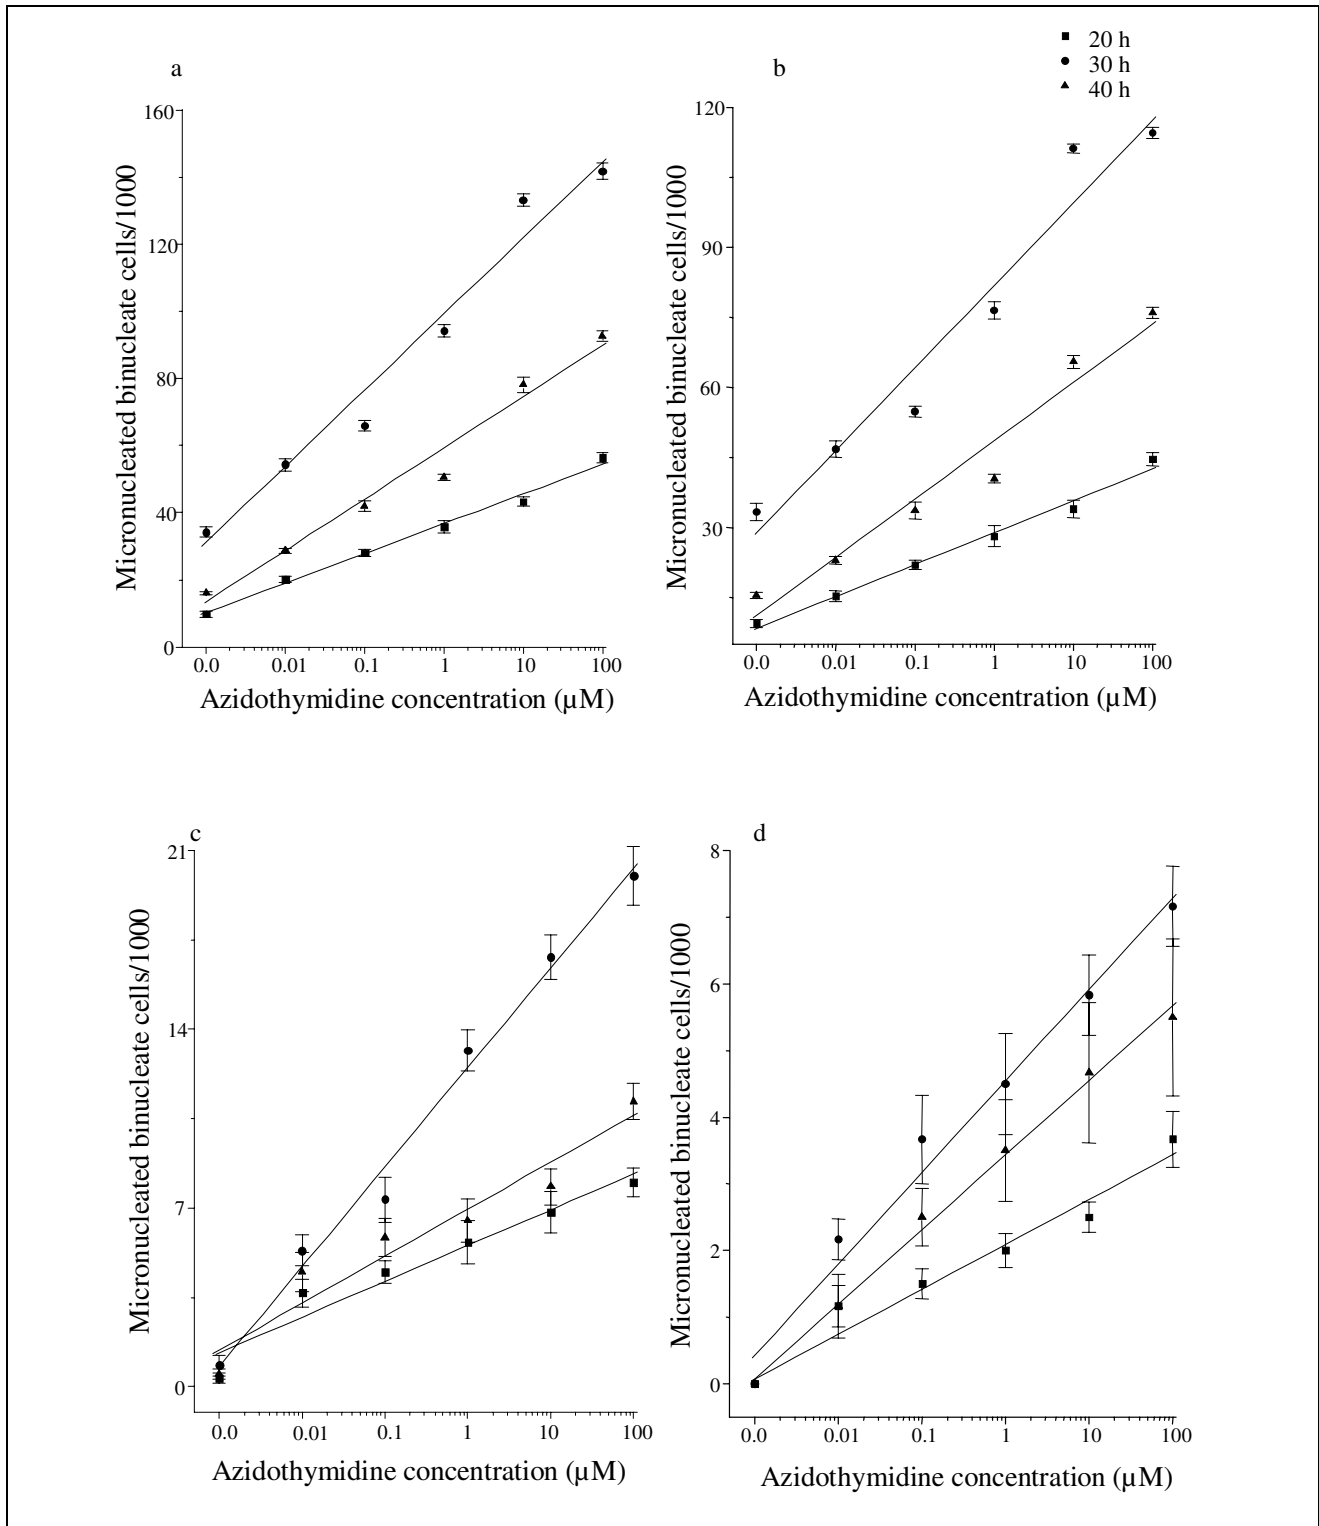 a
160
120
80
40
0
Micronucleated binucleate cells/1000
0.0 0.01 0.1 1 10 100
Azidothymidine concentration (µM)
b
20 h
30 h
40 h
120
90
60
30
Micronucleated binucleate cells/1000
0.0 0.01 0.1 1 10 100
Azidothymidine concentration (µM)
c
21
14
7
0
Micronucleated binucleate cells/1000
0.0 0.01 0.1 1 10 100
Azidothymidine concentration (µM)
d
8
6
4
2
0
Micronucleated binucleate cells/1000
0.0 0.01 0.1 1 10 100
Azidothymidine concentration (µM)